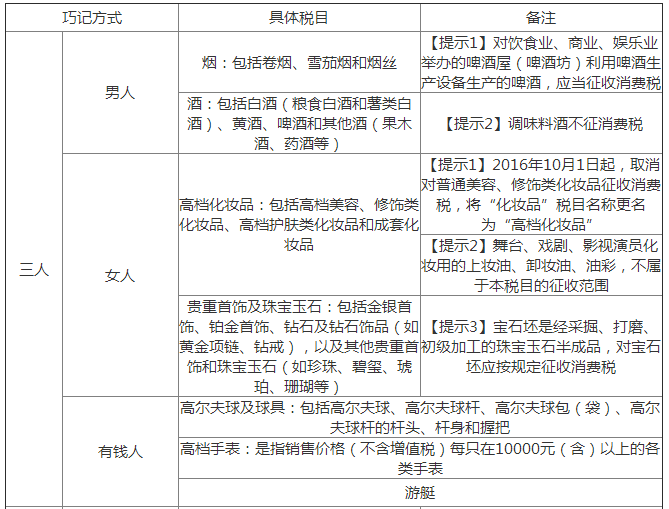 巧记方式
具体税目
备注
三人
男人
烟：包括卷烟、雪茄烟和烟丝
【提示1】对饮食业、商业、娱乐业
举办的啤酒屋（啤酒坊）利用啤酒生
产设备生产的啤酒，应当征收消费税
酒：包括白酒（粮食白酒和薯类白
酒）、黄酒、啤酒和其他酒（果木
酒、药酒等）
【提示2】调味料酒不征消费税
女人
高档化妆品：包括高档美容、修饰类
化妆品、高档护肤类化妆品和成套化
妆品
【提示1】2016年10月1日起，取消
对普通美容、修饰类化妆品征收消费
税，将“化妆品”税目名称更名
为“高档化妆品”
【提示2】舞台、戏剧、影视演员化
妆用的上妆油、卸妆油、油彩，不属
于本税目的征收范围
贵重首饰及珠宝玉石：包括金银首
饰、铂金首饰、钻石及钻石饰品（如
黄金项链、钻戒），以及其他贵重首
饰和珠宝玉石（如珍珠、碧玺、琥
珀、珊瑚等）
【提示3】宝石坯是经采掘、打磨、
初级加工的珠宝玉石半成品，对宝石
坯应按规定征收消费税
有钱人
高尔夫球及球具：包括高尔夫球、高尔夫球杆、高尔夫球包（袋）、高尔
夫球杆的杆头、杆身和握把
高档手表：是指销售价格（不含增值税）每只在10000元（含）以上的各
类手表
游艇